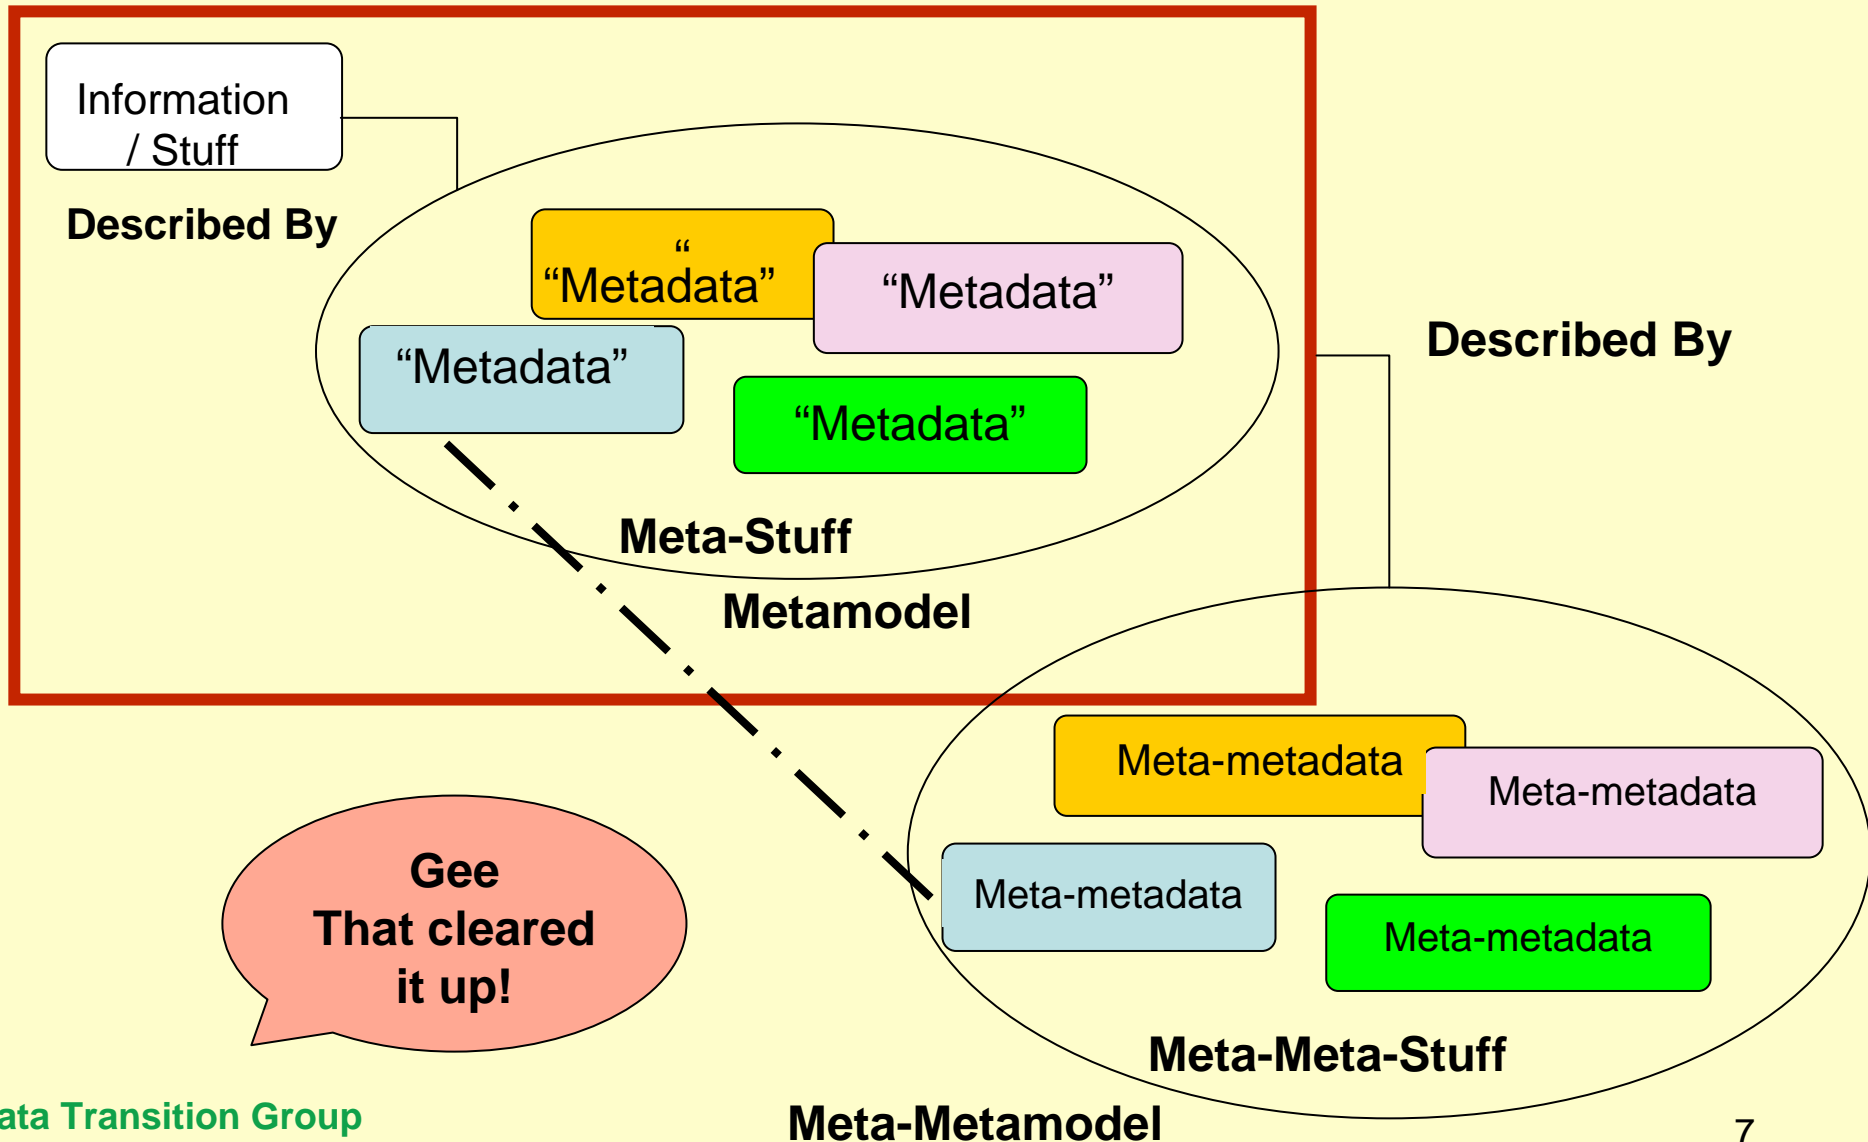 Information
/ Stuff
Described By
“
“Metadata”
“Metadata”
“Metadata”
“Metadata”
Meta-Stuff
Metamodel
Described By
Meta-metadata
Meta-metadata
Meta-metadata
Meta-metadata
Meta-Meta-Stuff
Meta-Metamodel
Gee
That cleared
it up!
ata Transition Group
7